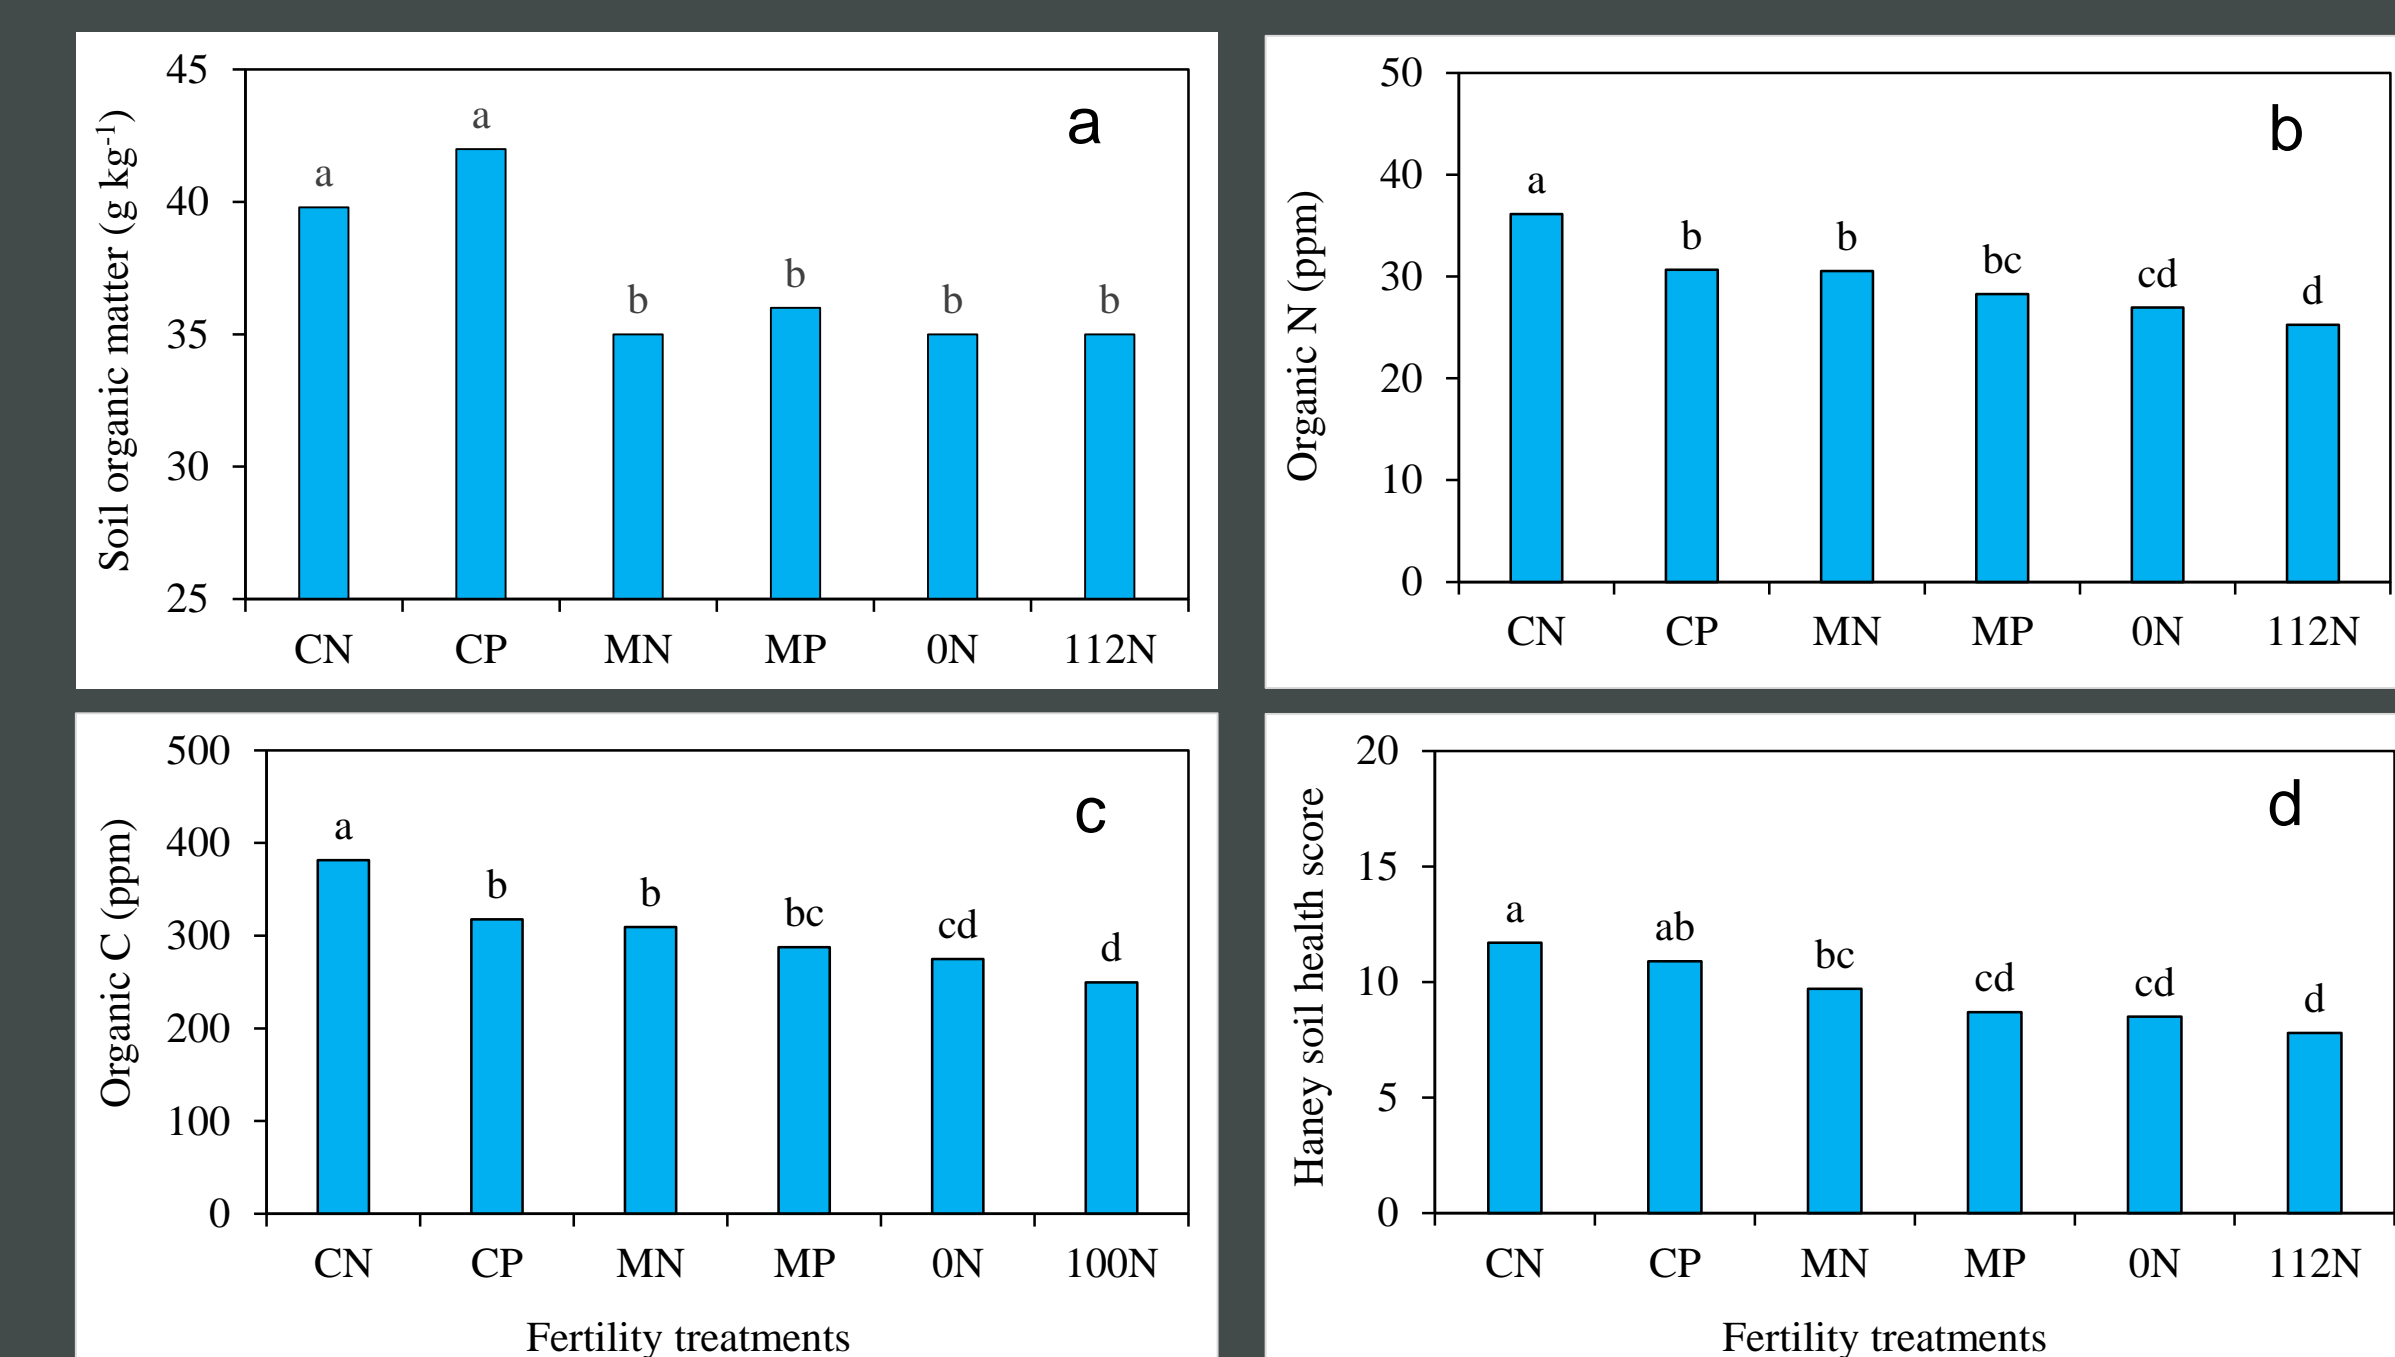 45
40
35
30
25
Soil organic matter (g kg-1)
a
a
a
b
b
b
b
CN CP MN MP 0N 112N
50
40
30
20
10
0
Organic N (ppm)
b
a
b
b
bc
cd
d
CN CP MN MP 0N 112N
500
400
300
200
100
0
Organic C (ppm)
c
a
b
b
bc
cd
d
CN CP MN MP 0N 100N
Fertility treatments
20
15
10
5
0
Haney soil health score
d
a
ab
bc
cd
cd
d
CN CP MN MP 0N 112N
Fertility treatments